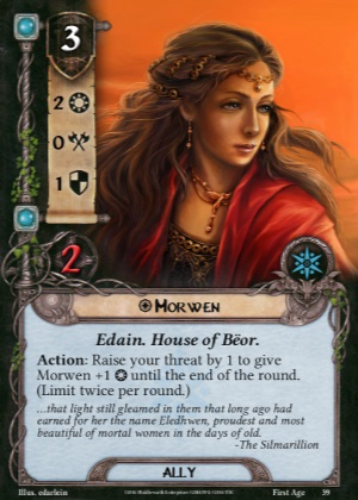 3
2
0
1
2
Morwen
Edain. House of Bëor.
Action: Raise your threat by 1 to give
Morwen +1 until the end of the round.
(Limit twice per round.)
...that light still gleamed in them that long ago had
earned for her the name Eledhwen, proudest and most
beautiful of mortal women in the days of old.
-The Silmarillion
ALLY
Illus. edarlein
First Age
39